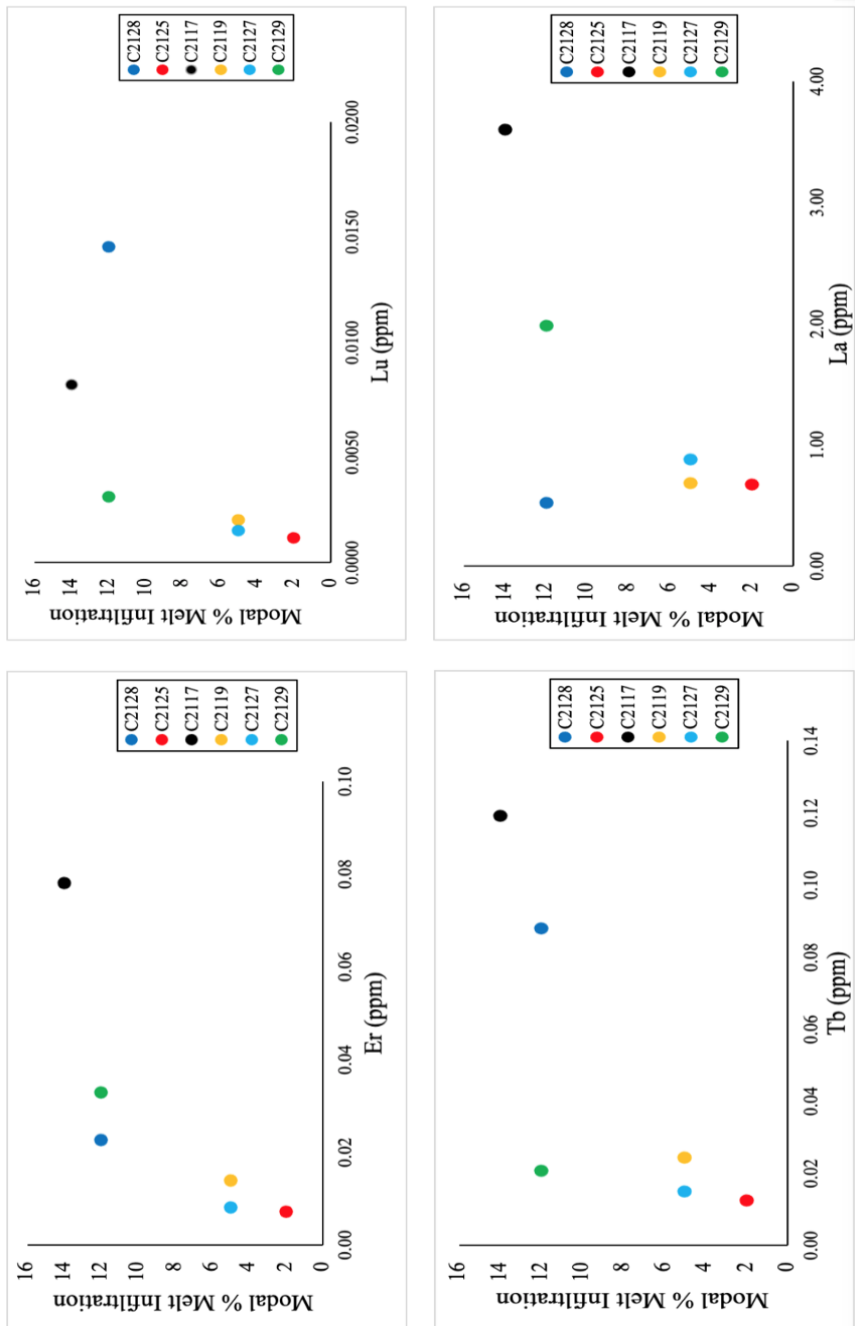 16
14
12
10
8
6
4
2
0
Modal % Melt Infiltration
0.00
0.02
0.04
0.06
0.08
0.10
Er (ppm)
C2128
C2125
C2117
C2119
C2127
C2129
16
14
12
10
8
6
4
2
0
Modal % Melt Infiltration
0.0000
0.0050
0.0100
0.0150
0.0200
Lu (ppm)
C2128
C2125
C2117
C2119
C2127
C2129
16
14
12
10
8
6
4
2
0
Modal % Melt Infiltration
0.00
0.02
0.04
0.06
0.08
0.10
0.12
0.14
Tb (ppm)
C2128
C2125
C2117
C2119
C2127
C2129
16
14
12
10
8
6
4
2
0
Modal % Melt Infiltration
0.00
1.00
2.00
3.00
4.00
La (ppm)
C2128
C2125
C2117
C2119
C2127
C2129